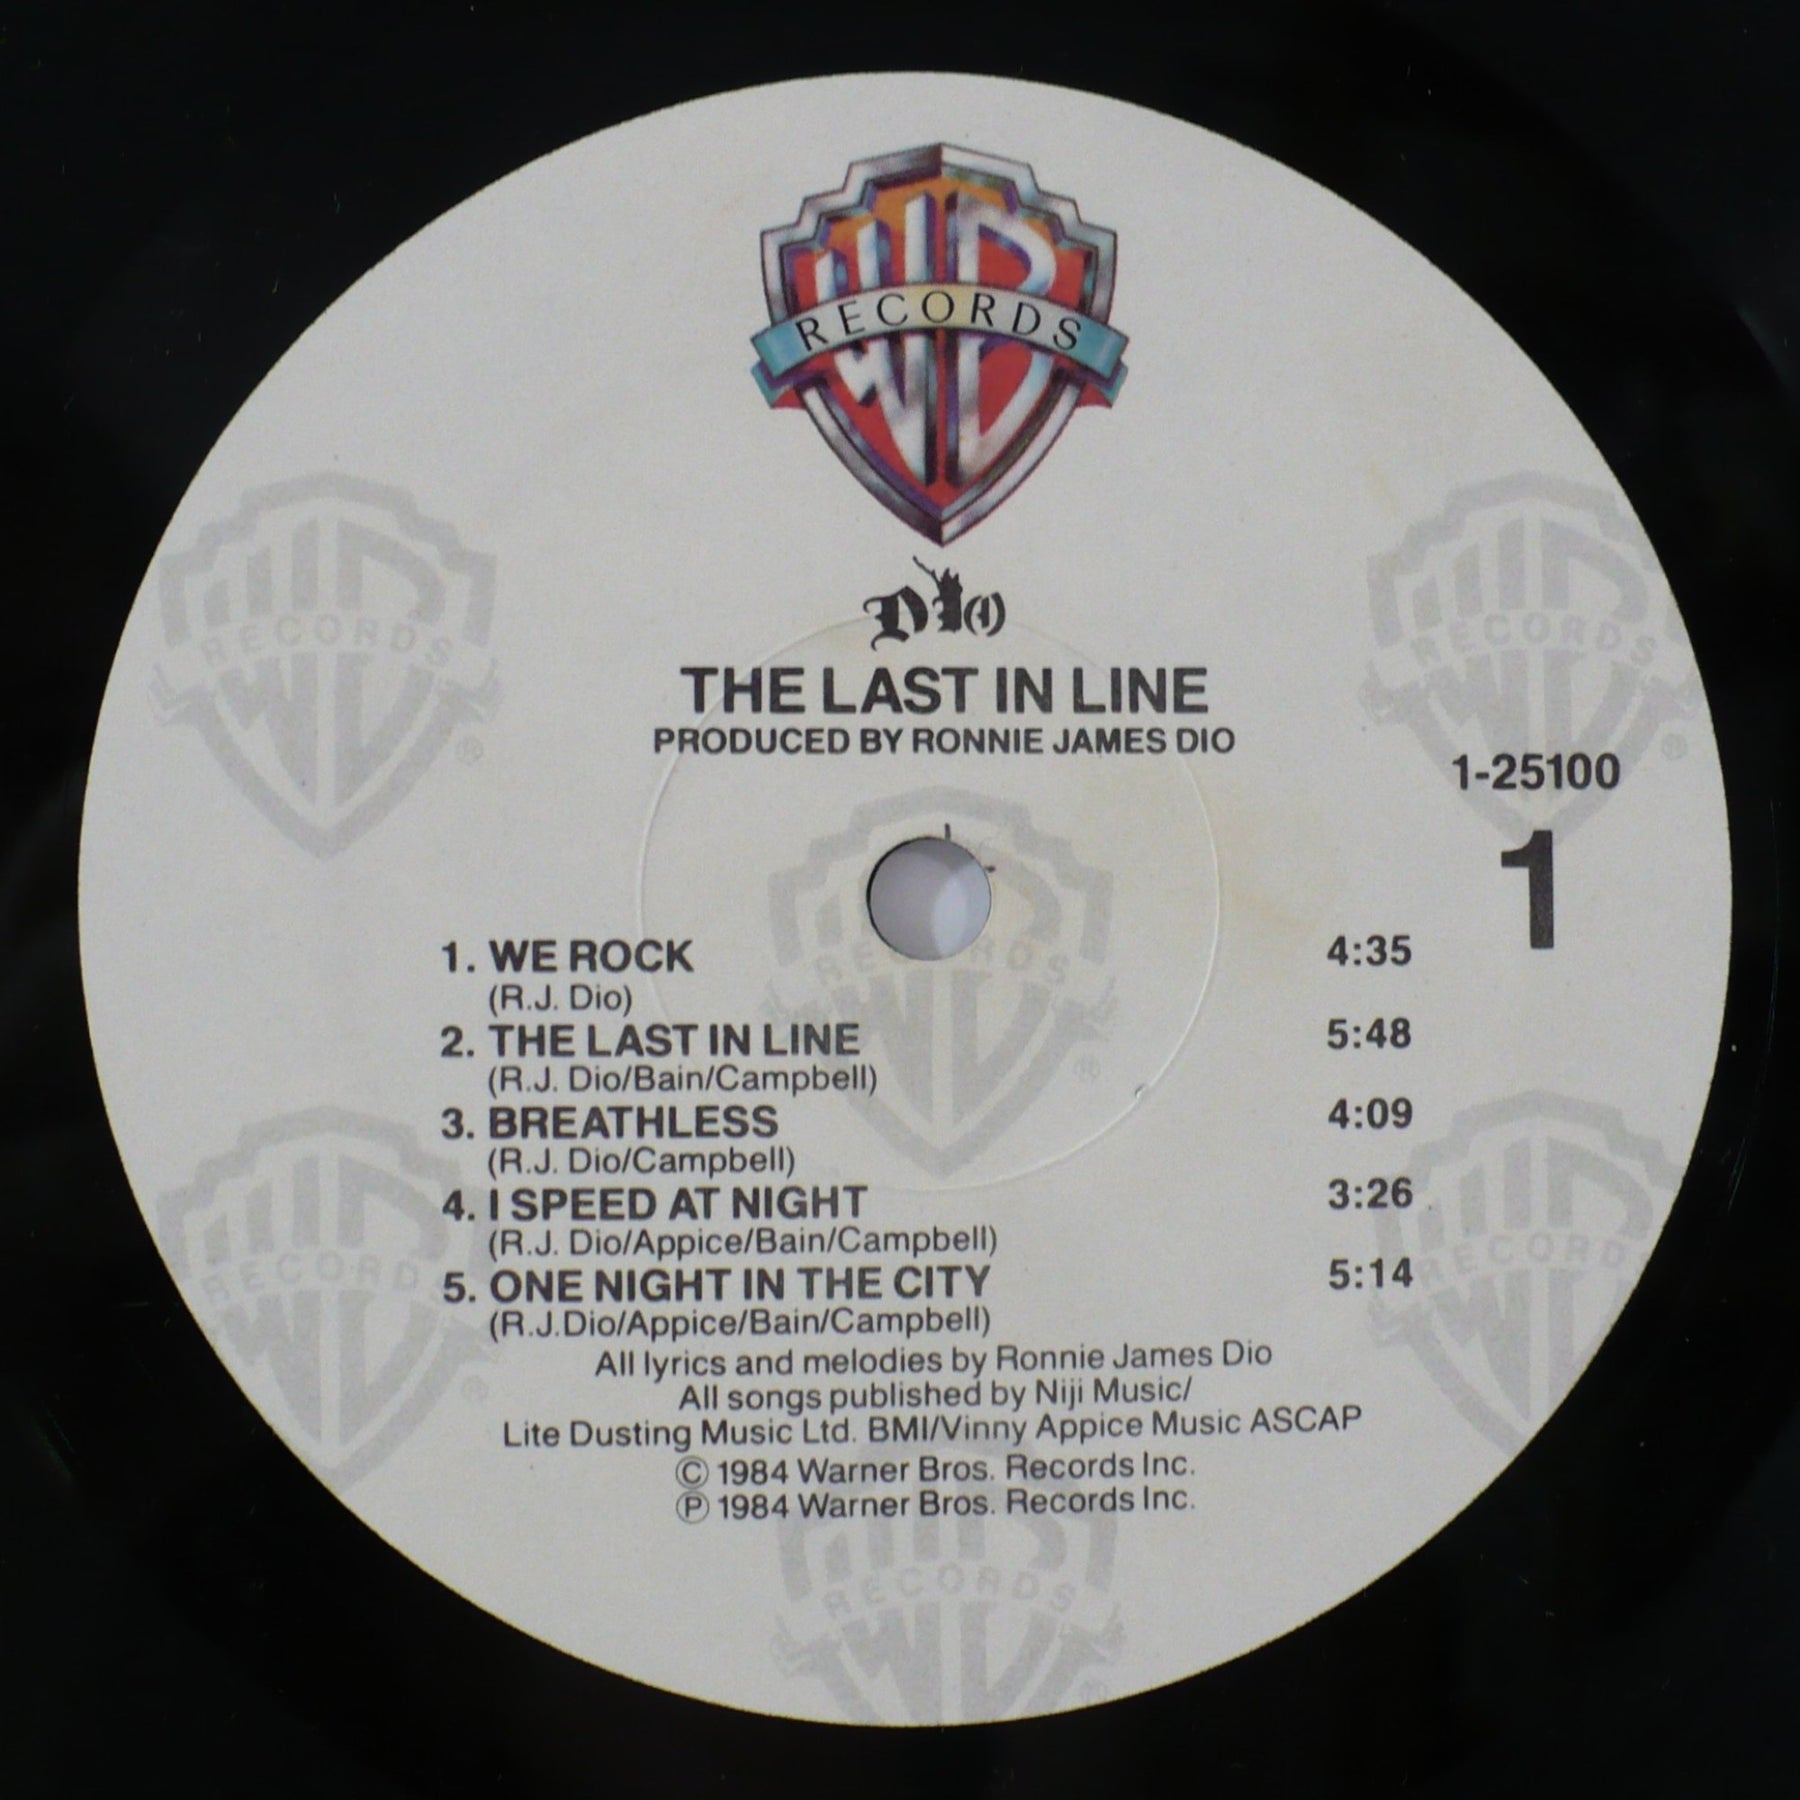 WB
RECORDS
DIO
THE LAST IN LINE
PRODUCED BY RONNIE JAMES DIO
1-25100
1
1. WE ROCK 4:35
(R.J. Dio)
2. THE LAST IN LINE 5:48
(R.J. Dio/Bain/Campbell)
3. BREATHLESS 4:09
(R.J. Dio/Campbell)
4. I SPEED AT NIGHT 3:26
(R.J. Dio/Appice/Bain/Campbell)
5. ONE NIGHT IN THE CITY 5:14
(R.J.Dio/Appice/Bain/Campbell)
All lyrics and melodies by Ronnie James Dio
All songs published by Niji Music/
Lite Dusting Music Ltd. BMI/Vinny Appice Music ASCAP
© 1984 Warner Bros. Records Inc.
℗ 1984 Warner Bros. Records Inc.